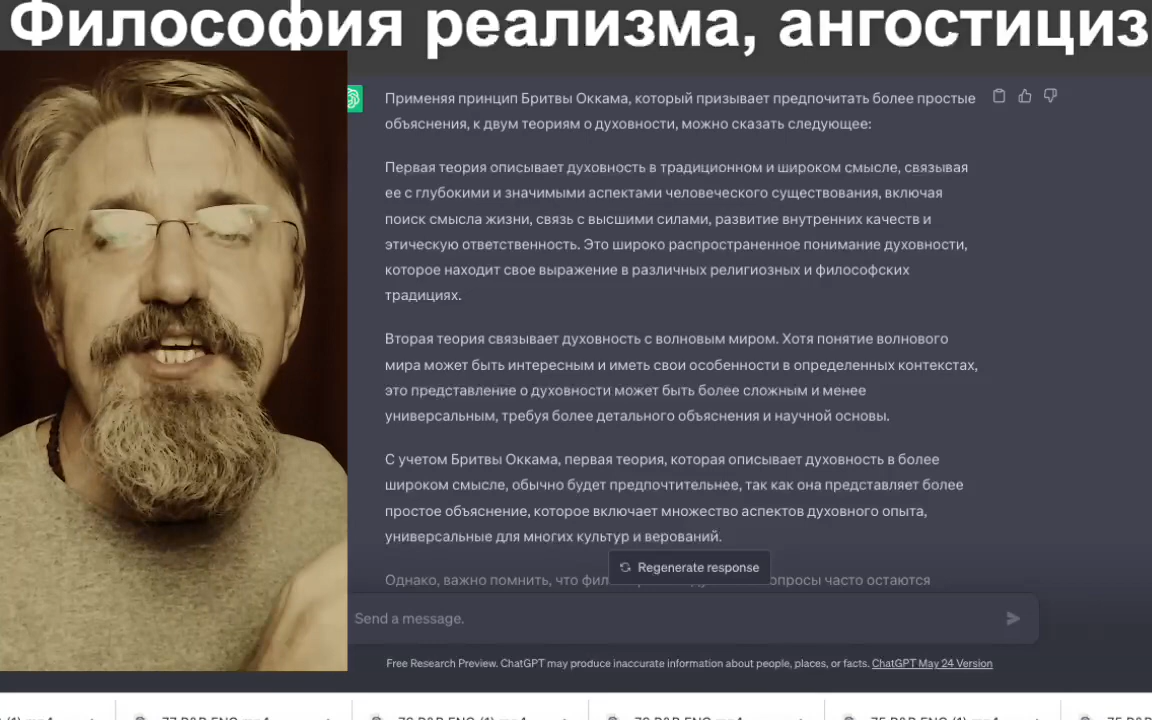 Философия реализма, ангостициз
Применяя принцип Бритвы Оккама, который призывает предпочитать более простые
объяснения, к двум теориям о духовности, можно сказать следующее:
Первая теория описывает духовность в традиционном и широком смысле, связывая
ее с глубокими и значимыми аспектами человеческого существования, включая
поиск смысла жизни, связь с высшими силами, развитие внутренних качеств и
этическую ответственность. Это широко распространенное понимание духовности,
которое находит свое выражение в различных религиозных и философских
традициях.
Вторая теория связывает духовность с волновым миром. Хотя понятие волнового
мира может быть интересным и иметь свои особенности в определенных контекстах,
это представление о духовности может быть более сложным и менее
универсальным, требуя более детального объяснения и научной основы.
С учетом Бритвы Оккама, первая теория, которая описывает духовность в более
широком смысле, обычно будет предпочтительнее, так как она представляет более
простое объяснение, которое включает множество аспектов духовного опыта,
универсальные для многих культур и верований.
Regenerate response
Однако, важно помнить, что фил опросы часто остаются
Send a message.
Free Research Preview. ChatGPT may produce inaccurate information about people, places, or facts. ChatGPT May 24 Version